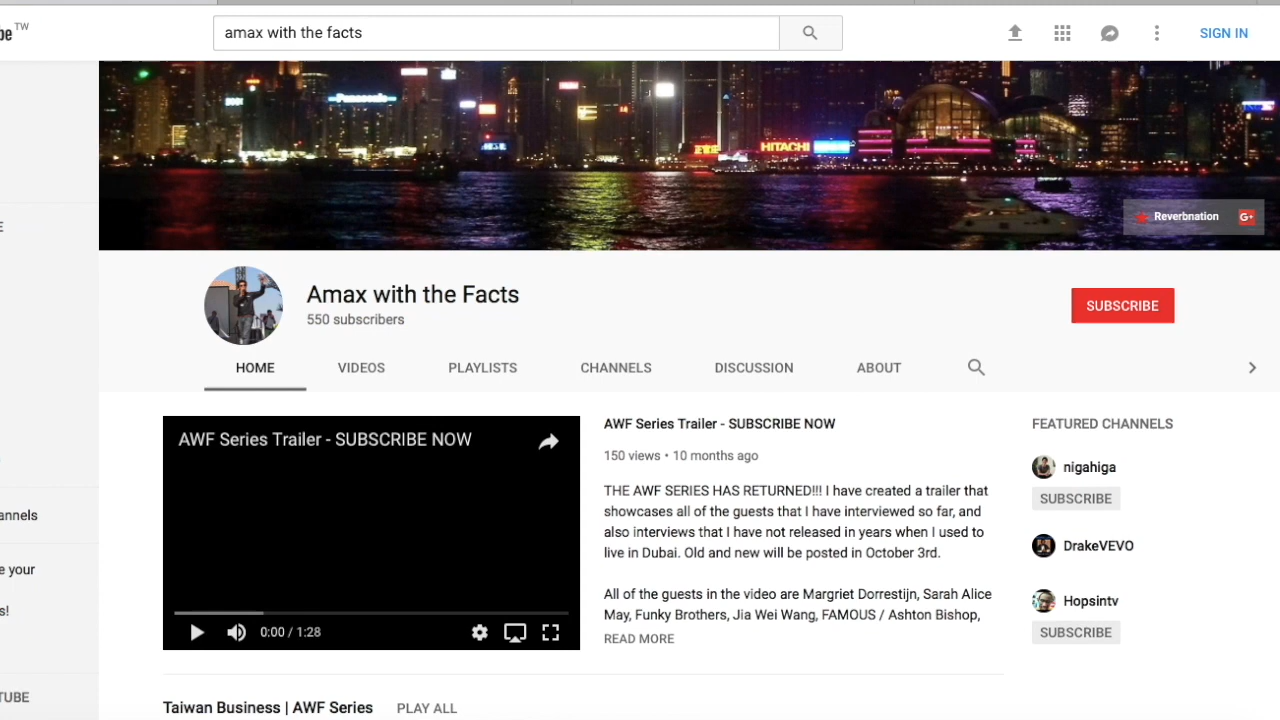 be TW
amax with the facts
SIGN IN
Panasonic
HITACHI
Reverbnation
G+
Amax with the Facts
550 subscribers
SUBSCRIBE
HOME VIDEOS PLAYLISTS CHANNELS DISCUSSION ABOUT
AWF Series Trailer - SUBSCRIBE NOW
0:00 / 1:28
AWF Series Trailer - SUBSCRIBE NOW
150 views • 10 months ago
THE AWF SERIES HAS RETURNED!!! I have created a trailer that
showcases all of the guests that I have interviewed so far, and
also interviews that I have not released in years when I used to
live in Dubai. Old and new will be posted in October 3rd.
All of the guests in the video are Margriet Dorrestijn, Sarah Alice
May, Funky Brothers, Jia Wei Wang, FAMOUS / Ashton Bishop,
READ MORE
FEATURED CHANNELS
nigahiga
SUBSCRIBE
DrakeVEVO
Hopsintv
SUBSCRIBE
E
annels
e your
s!
TUBE
Taiwan Business | AWF Series PLAY ALL